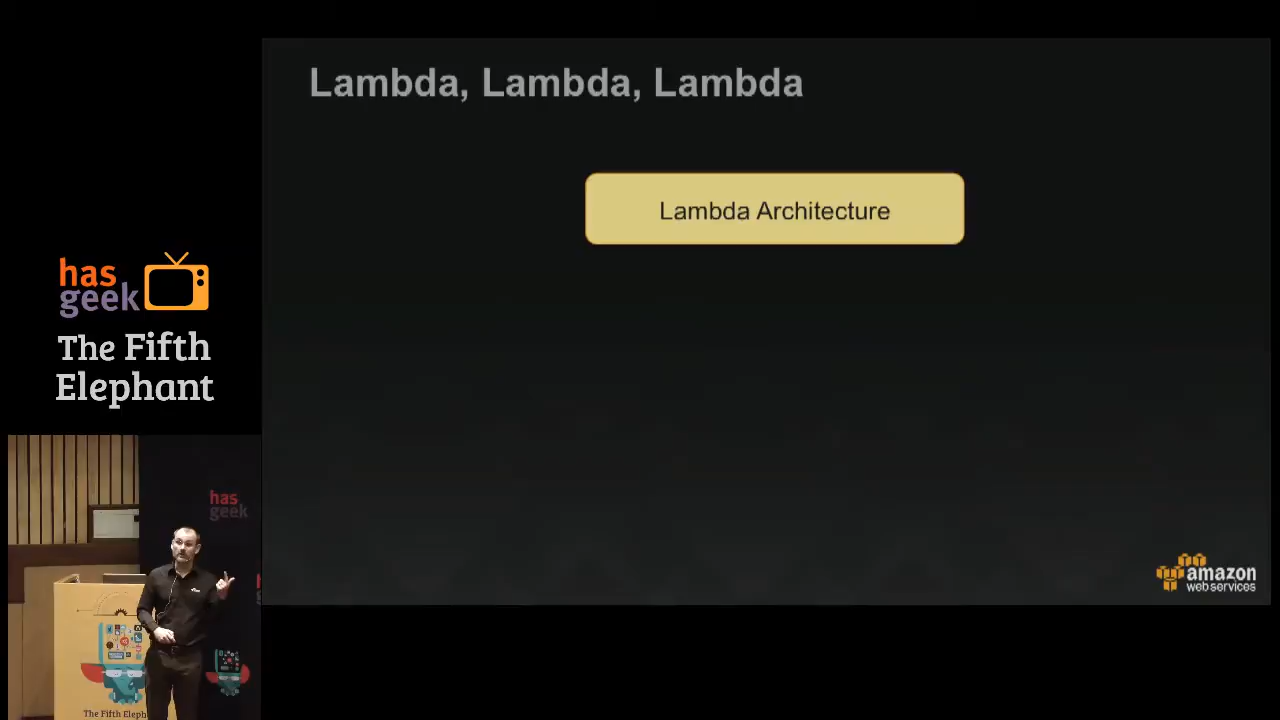 Lambda, Lambda, Lambda
Lambda Architecture
has
geek
The Fifth
Elephant
has
geek
The Fifth Eleph
amazon
web services